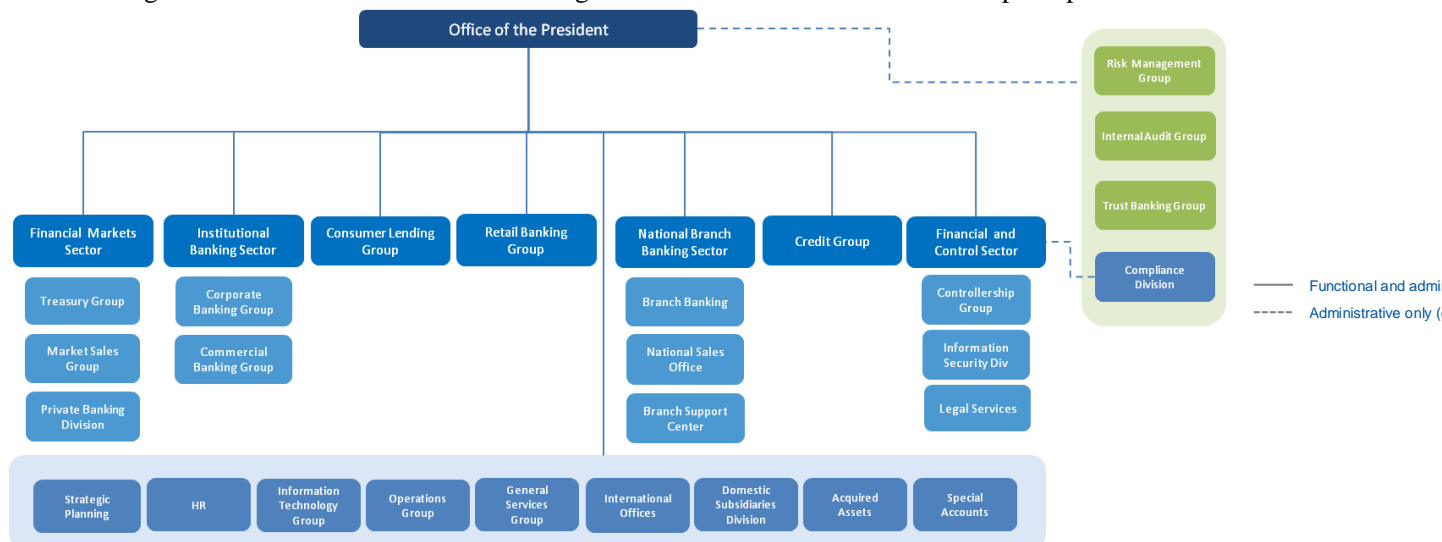 Office of the President
Risk Management
Group
Internal Audit Group
Trust Banking Group
Compliance
Division
Financial Markets
Sector
Institutional
Banking Sector
Consumer Lending
Group
Retail Banking
Group
National Branch
Banking Sector
Credit Group
Financial and
Control Sector
Treasury Group
Market Sales
Group
Private Banking
Division
Corporate
Banking Group
Commercial
Banking Group
Branch Banking
National Sales
Office
Branch Support
Center
Controllership
Group
Information
Security Div
Legal Services
Functional and admi
Administrative only (
Strategic
Planning
HR
Information
Technology
Group
Operations
Group
General
Services
Group
International
Offices
Domestic
Subsidiaries
Division
Acquired
Assets
Special
Accounts